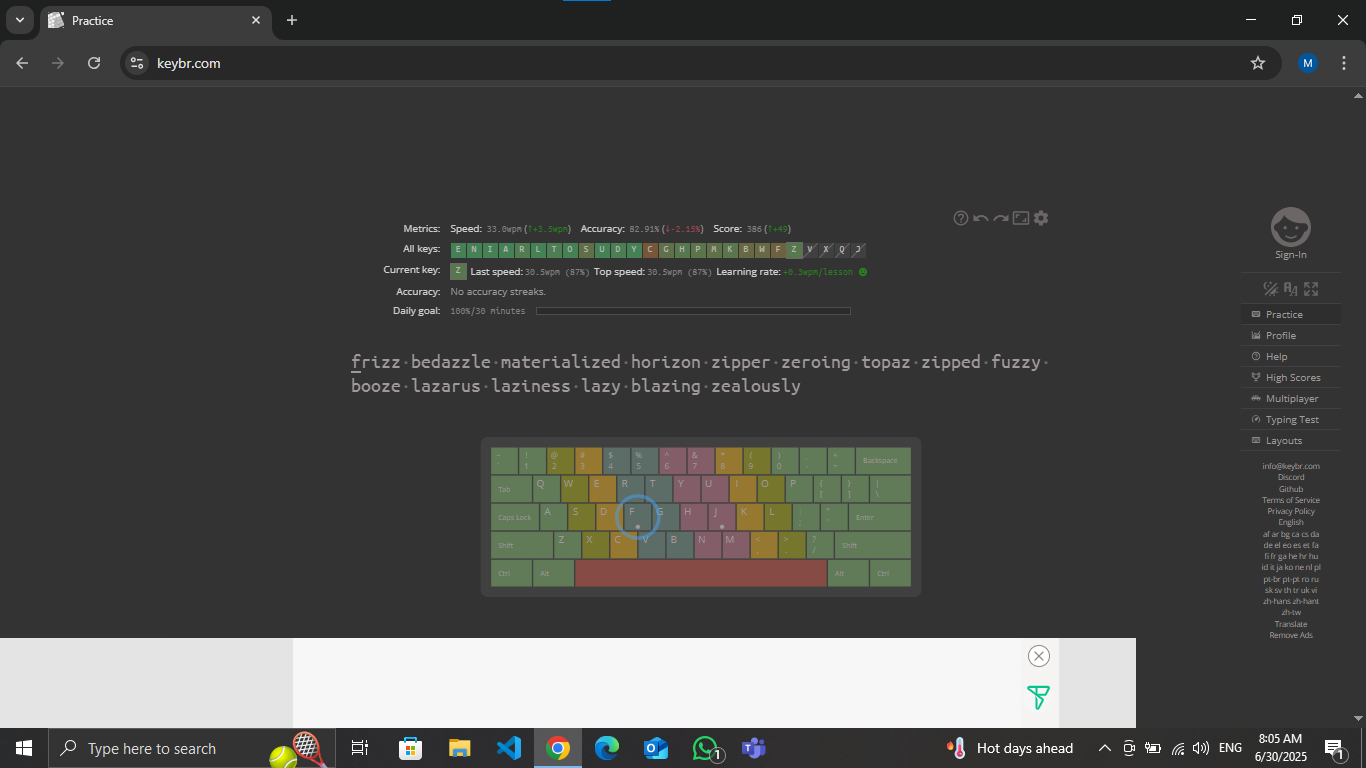 Practice
keybr.com
M
Metrics: Speed: 33.0wpm (↑+3.5wpm) Accuracy: 82.91% (↓-2.15%) Score: 386 (↑+49)
All keys: E N I A R L T O S U D Y C G H P M K B W F Z V X Q J
Current key: Z Last speed: 30.5wpm (87%) Top speed: 30.5wpm (87%) Learning rate: +0.3wpm/lesson
Accuracy: No accuracy streaks.
Daily goal: 100%/30 minutes
Sign-In
Practice
Profile
Help
High Scores
Multiplayer
Typing Test
Layouts
frizz·bedazzle·materialized·horizon·zipper·zeroing·topaz·zipped·fuzzy·
booze·lazarus·laziness·lazy·blazing·zealously
~ ! @ # $ % ^ & * ( ) _ + Backspace
` 1 2 3 4 5 6 7 8 9 0 - =
Tab Q W E R T Y U I O P { } |
[ ] \
Caps Lock A S D F G H J K L : " Enter
; '
Shift Z X C V B N M < > ? Shift
, . /
Ctrl Alt Alt Ctrl
info@keybr.com
Discord
Github
Terms of Service
Privacy Policy
English
af ar bg ca cs da
de el eo es et fa
fi fr ga he hr hu
id it ja ko ne nl pl
pt-br pt-pt ro ru
sk sv th tr uk vi
zh-hans zh-hant
zh-tw
Translate
Remove Ads
Type here to search
1
Hot days ahead
ENG
8:05 AM
6/30/2025
1